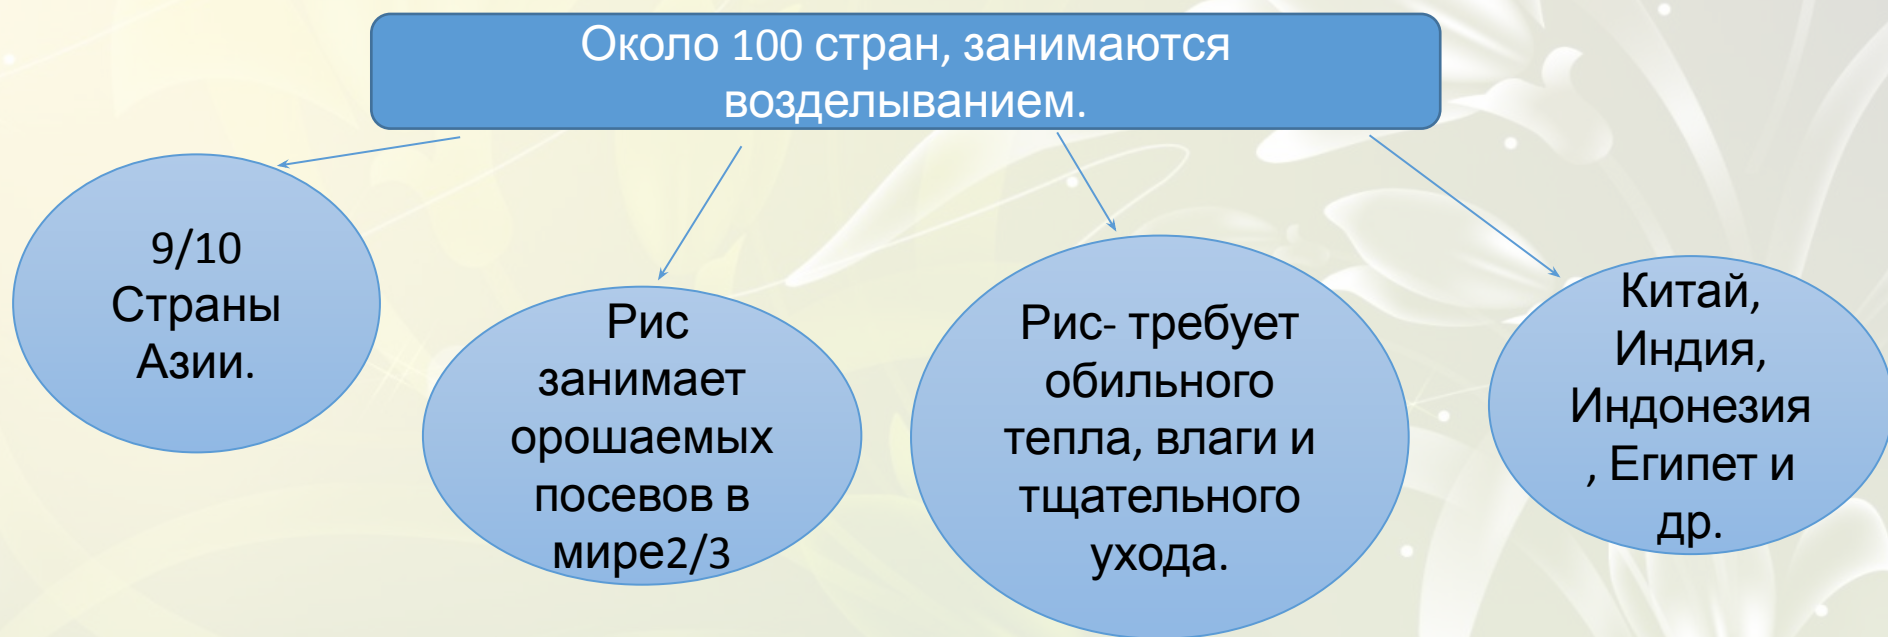 Около 100 стран, занимаются
возделыванием.
9/10
Страны
Азии.
Рис
занимает
орошаемых
посевов в
мире2/3
Рис- требует
обильного
тепла, влаги и
тщательного
ухода.
Китай,
Индия,
Индонезия
, Египет и
др.